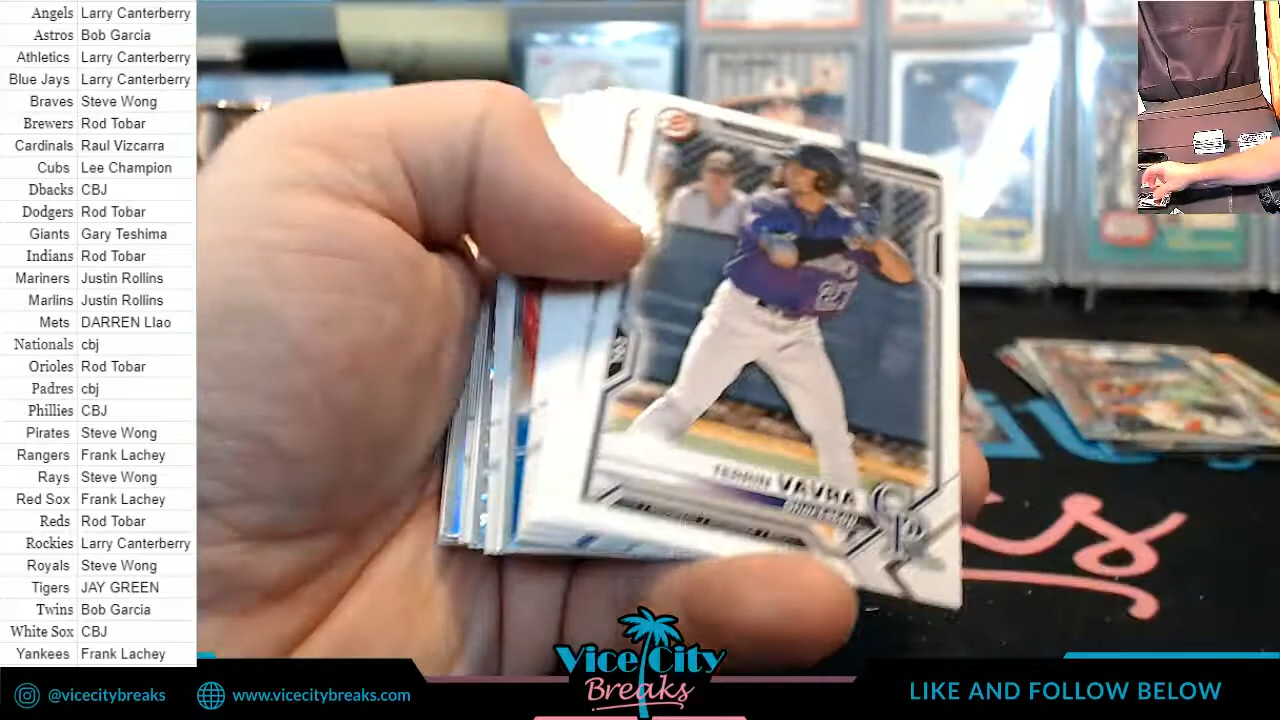 Angels Larry Canterberry
Astros Bob Garcia
Athletics Larry Canterberry
Blue Jays Larry Canterberry
Braves Steve Wong
Brewers Rod Tobar
Cardinals Raul Vizcarra
Cubs Lee Champion
Dbacks CBJ
Dodgers Rod Tobar
Giants Gary Teshima
Indians Rod Tobar
Mariners Justin Rollins
Marlins Justin Rollins
Mets DARREN LIao
Nationals cbj
Orioles Rod Tobar
Padres cbj
Phillies CBJ
Pirates Steve Wong
Rangers Frank Lachey
Rays Steve Wong
Red Sox Frank Lachey
Reds Rod Tobar
Rockies Larry Canterberry
Royals Steve Wong
Tigers JAY GREEN
Twins Bob Garcia
White Sox CBJ
Yankees Frank Lachey
27
VAVRA
CR
Vice City
Breaks
@vicecitybreaks
www.vicecitybreaks.com
LIKE AND FOLLOW BELOW